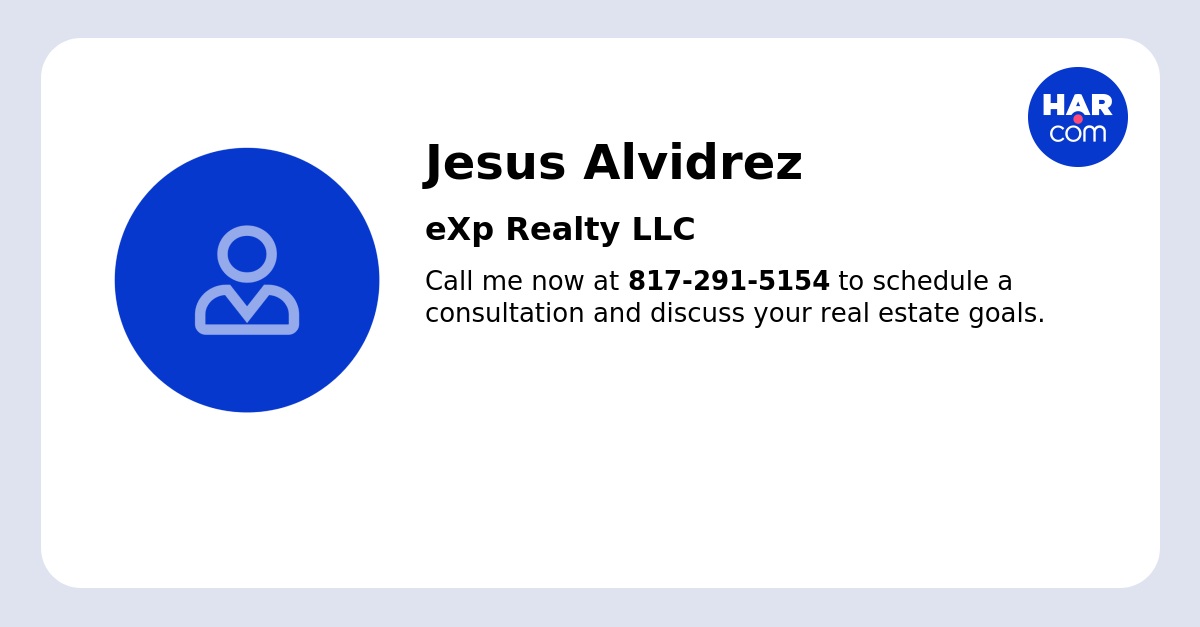 HAR
com
Jesus Alvidrez
eXp Realty LLC
Call me now at 817-291-5154 to schedule a
consultation and discuss your real estate goals.